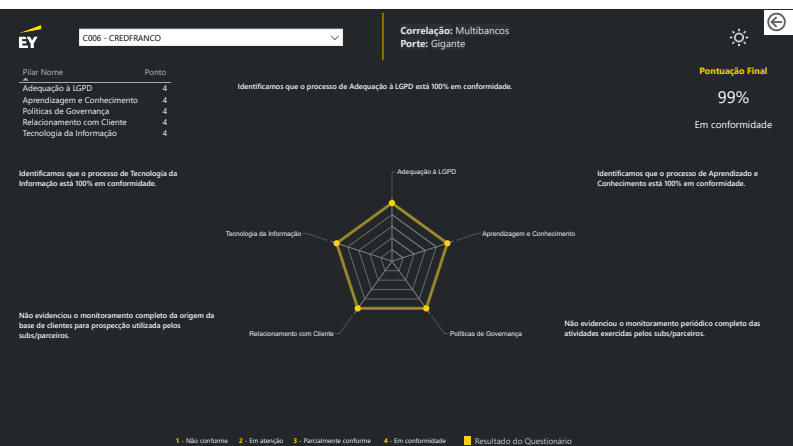 EY
C006 - CREDFRANCO
Correlação: Multibancos
Porte: Gigante
Pilar Nome Ponto
Adequação à LGPD 4
Aprendizagem e Conhecimento 4
Políticas de Governança 4
Relacionamento com Cliente 4
Tecnologia da Informação 4
Identificamos que o processo de Adequação à LGPD está 100% em conformidade.
Pontuação Final
99%
Em conformidade
Identificamos que o processo de Tecnologia da
Informação está 100% em conformidade.
Identificamos que o processo de Aprendizado e
Conhecimento está 100% em conformidade.
Adequação à LGPD
Tecnologia da Informação
Aprendizagem e Conhecimento
Relacionamento com Cliente
Políticas de Governança
Não evidenciou o monitoramento completo da origem da
base de clientes para prospecção utilizada pelos
subs/parceiros.
Não evidenciou o monitoramento periódico completo das
atividades exercidas pelos subs/parceiros.
1 - Não conforme 2 - Em atenção 3 - Parcialmente conforme 4 - Em conformidade Resultado do Questionário